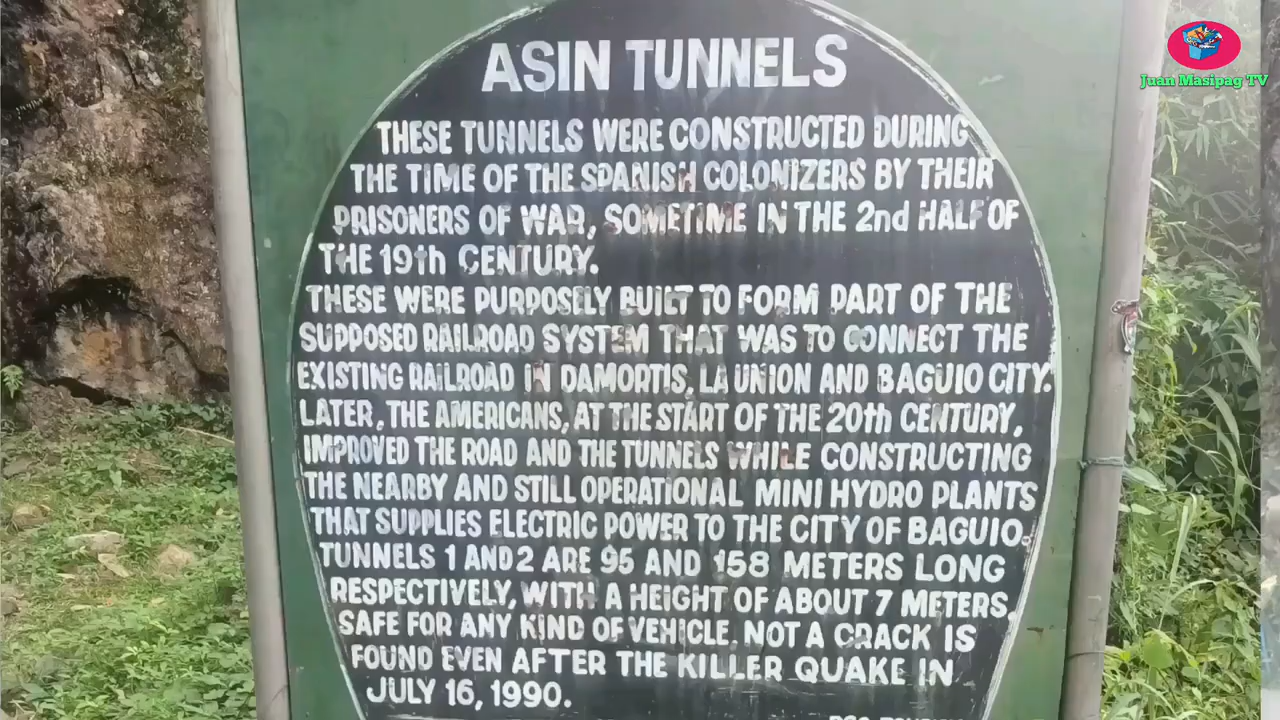 Juan Masipag TV
ASIN TUNNELS
THESE TUNNELS WERE CONSTRUCTED DURING
THE TIME OF THE SPANISH COLONIZERS BY THEIR
PRISONERS OF WAR, SOMETIME IN THE 2nd HALF OF
THE 19th CENTURY.
THESE WERE PURPOSELY BUILT TO FORM PART OF THE
SUPPOSED RAILROAD SYSTEM THAT WAS TO CONNECT THE
EXISTING RAILROAD IN DAMORTIS, LA UNION AND BAGUIO CITY.
LATER, THE AMERICANS, AT THE START OF THE 20th CENTURY,
IMPROVED THE ROAD AND THE TUNNELS WHILE CONSTRUCTING
THE NEARBY AND STILL OPERATIONAL MINI HYDRO PLANTS
THAT SUPPLIES ELECTRIC POWER TO THE CITY OF BAGUIO.
TUNNELS 1 AND 2 ARE 95 AND 158 METERS LONG
RESPECTIVELY, WITH A HEIGHT OF ABOUT 7 METERS,
SAFE FOR ANY KIND OF VEHICLE. NOT A CRACK IS
FOUND EVEN AFTER THE KILLER QUAKE IN
JULY 16, 1990.